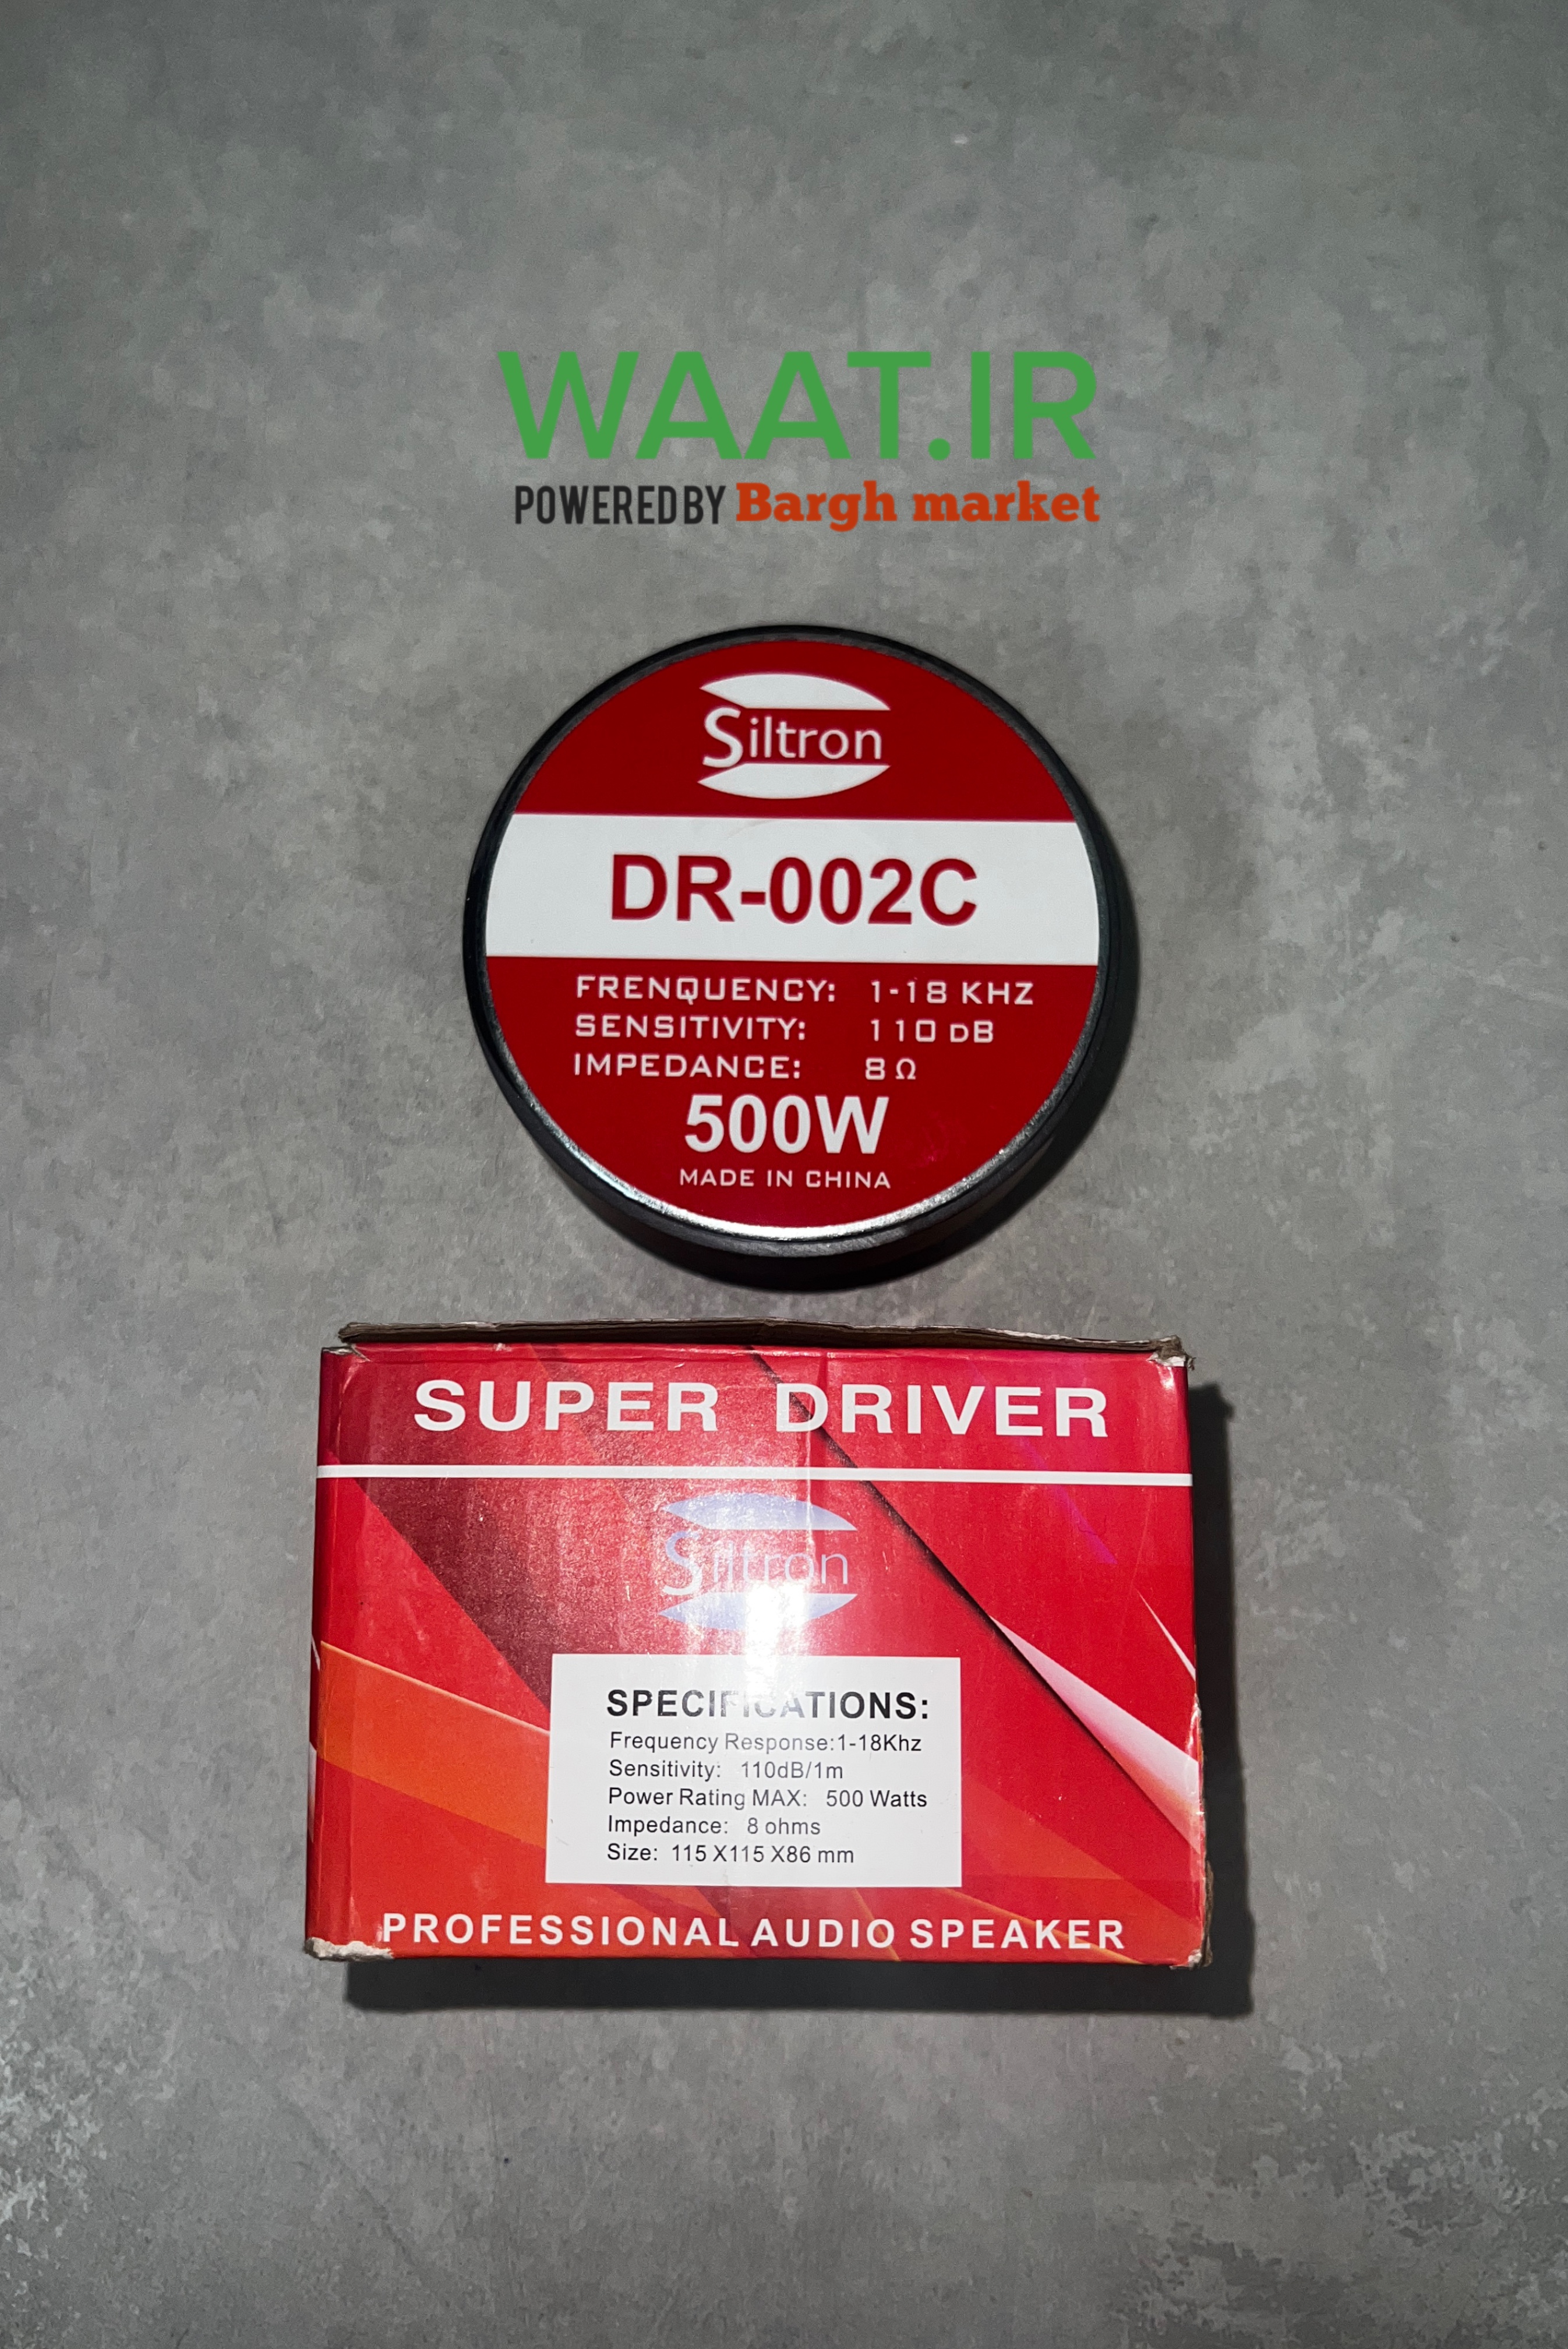 WAAT.IR
POWERED BY Bargh market
Siltron
DR-002C
FRENQUENCY: 1-18 KHZ
SENSITIVITY: 110 DB
IMPEDANCE: 8 Ω
500W
MADE IN CHINA
SUPER DRIVER
Siltron
SPECIFICATIONS:
Frequency Response:1-18Khz
Sensitivity: 110dB/1m
Power Rating MAX: 500 Watts
Impedance: 8 ohms
Size: 115 X115 X86 mm
PROFESSIONAL AUDIO SPEAKER